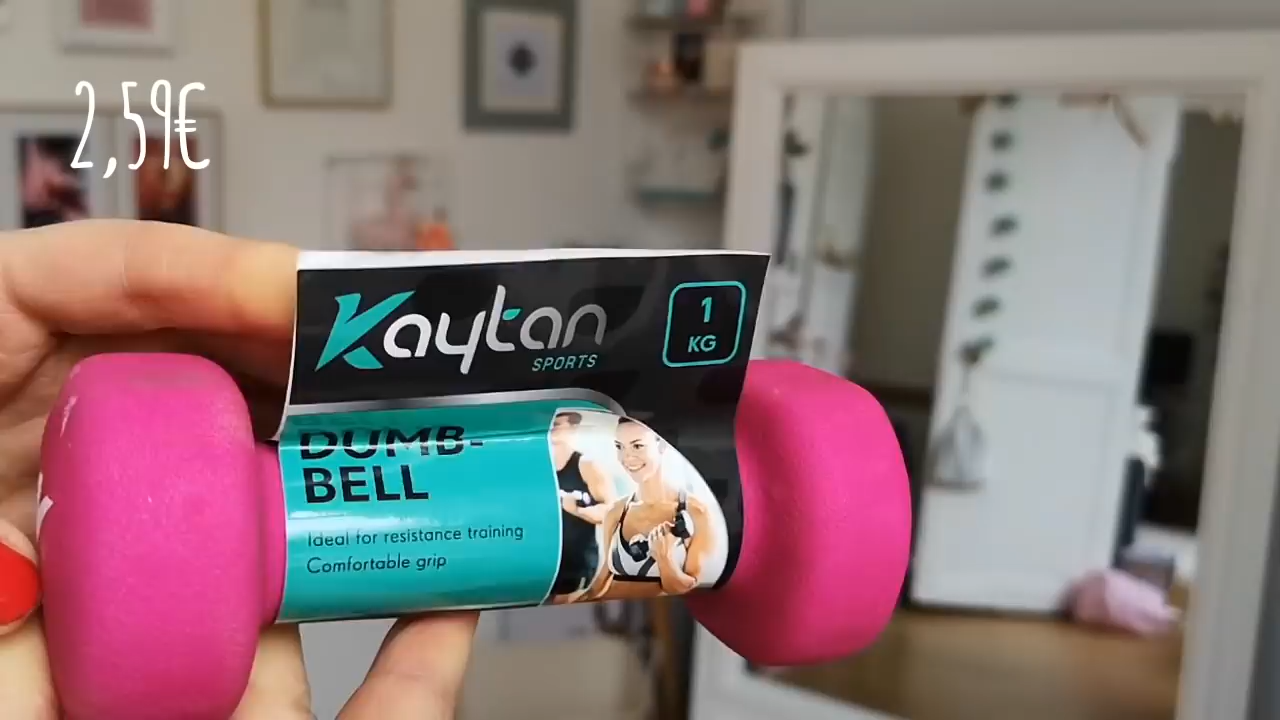 2,59€
Kaytan
SPORTS
1
KG
DUMB-
BELL
Ideal for resistance training
Comfortable grip